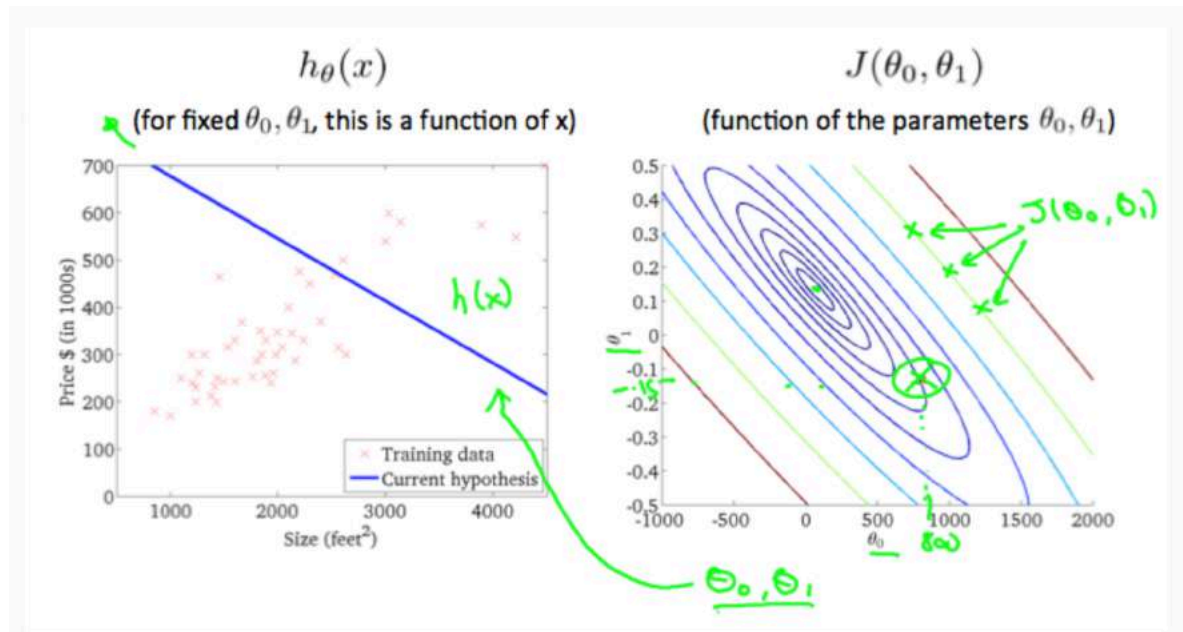 h_θ(x)
(for fixed θ₀, θ₁, this is a function of x)
700
600
500
400
300
200
100
0
Price $ (in 1000s)
h(x)
× Training data
Current hypothesis
1000 2000 3000 4000
Size (feet²)
J(θ₀, θ₁)
(function of the parameters θ₀, θ₁)
0.5
0.4
0.3
0.2
0.1
0
-0.1
-.15
-0.2
-0.3
-0.4
-0.5
θ₁
J(θ₀, θ₁)
-1000 -500 0 500 1000 1500 2000
θ₀ 800
θ₀, θ₁